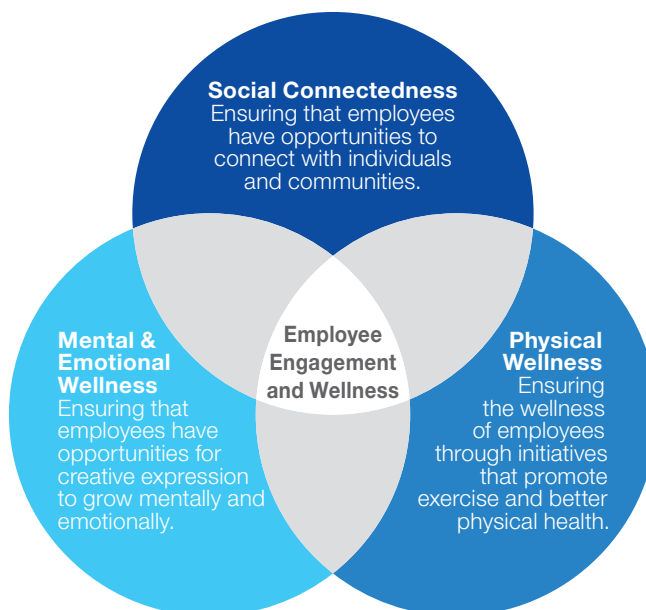 Social Connectedness
Ensuring that employees
have opportunities to
connect with individuals
and communities.
Mental &
Emotional
Wellness
Ensuring that
employees have
opportunities for
creative expression
to grow mentally and
emotionally.
Employee
Engagement
and Wellness
Physical
Wellness
Ensuring
the wellness
of employees
through initiatives
that promote
exercise and better
physical health.